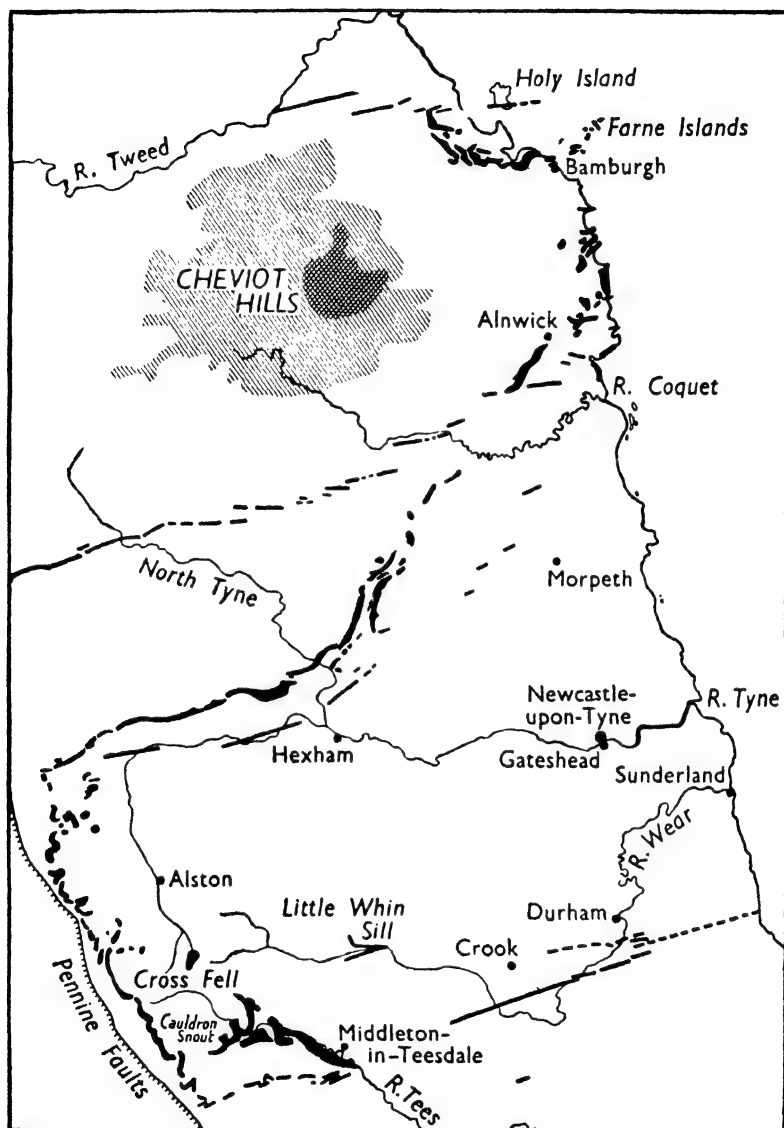 Holy Island
Farne Islands
R. Tweed
Bamburgh
CHEVIOT
HILLS
Alnwick
R. Coquet
North Tyne
Morpeth
Newcastle-
upon-Tyne
R. Tyne
Hexham
Gateshead
Sunderland
R. Wear
Alston
Little Whin
Sill
Durham
Crook
Cross Fell
Pennine Faults
Cauldron
Snout
Middleton-
in-Teesdale
R. Tees